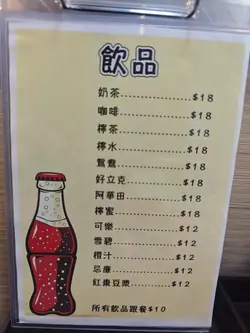 飲品
奶茶..............$18
咖啡..............$18
檸茶..............$18
檸水..............$18
鴛鴦..............$18
好立克............$18
阿華田............$18
檸蜜..............$18
可樂..............$12
雪碧..............$12
橙汁..............$12
忌廉..............$12
紅棗豆漿..........$12
所有飲品跟餐$10